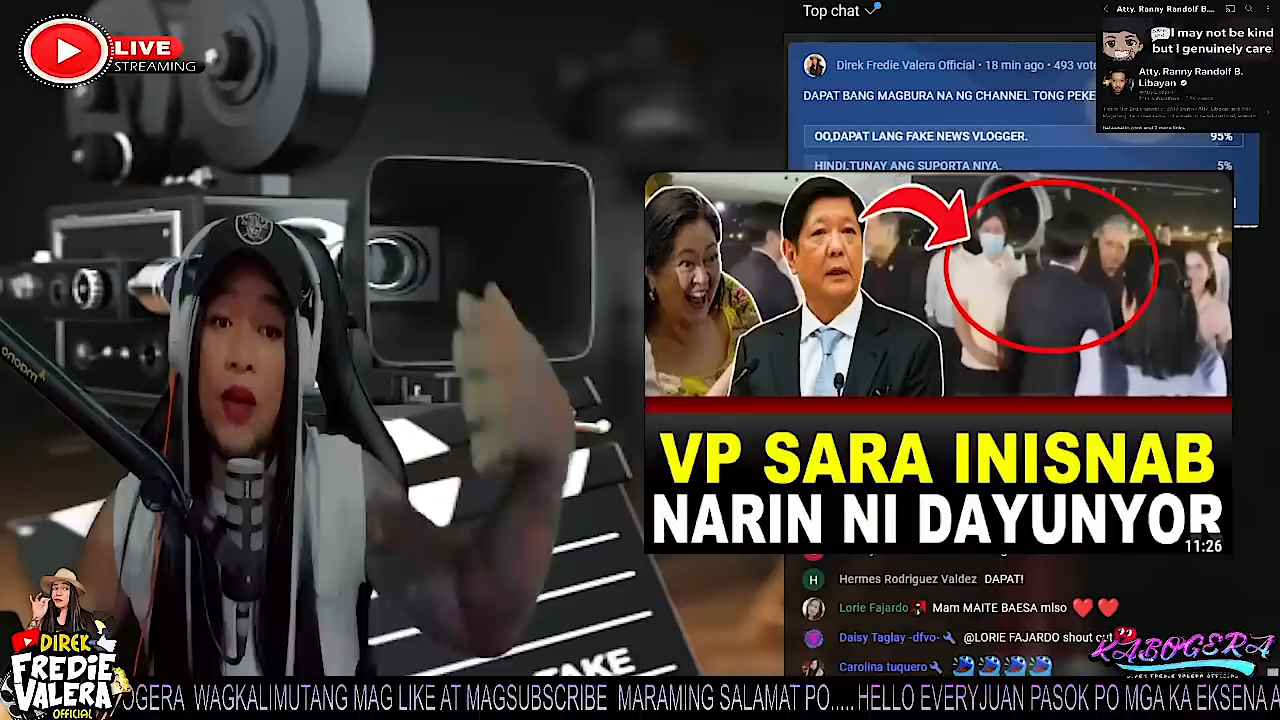 LIVE
STREAMING
Top chat
Direk Fredie Valera Official • 18 min ago • 493 vote
DAPAT BANG MAGBURA NA NG CHANNEL TONG PEKE
OO,DAPAT LANG FAKE NEWS VLOGGER.
95%
HINDI.TUNAY ANG SUPORTA NIYA.
5%
Atty. Ranny Randolf B...
I may not be kind
but I genuinely care
Atty. Ranny Randolf B.
Libayan
VP SARA INISNAB
NARIN NI DAYUNYOR
11:26
maono
TAKE
H Hermes Rodriguez Valdez DAPAT!
Lorie Fajardo Mam MAITE BAESA mlso
Daisy Taglay -dfvo- @LORIE FAJARDO shout out
Carolina tuquero
KABOGERA
DIREK
FREDIE
VALERA
OFFICIAL
OGERA WAGKALIMUTANG MAG LIKE AT MAGSUBSCRIBE MARAMING SALAMAT PO..... HELLO EVERYJUAN PASOK PO MGA KA EKSENA A